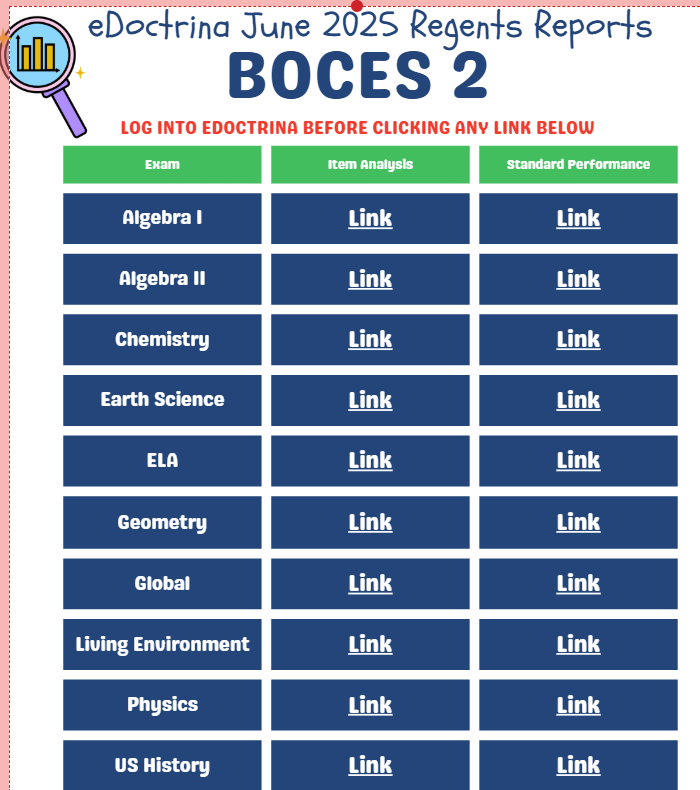 eDoctrina June 2025 Regents Reports
BOCES 2
LOG INTO EDOCTRINA BEFORE CLICKING ANY LINK BELOW
Exam Item Analysis Standard Performance
Algebra I Link Link
Algebra II Link Link
Chemistry Link Link
Earth Science Link Link
ELA Link Link
Geometry Link Link
Global Link Link
Living Environment Link Link
Physics Link Link
US History Link Link